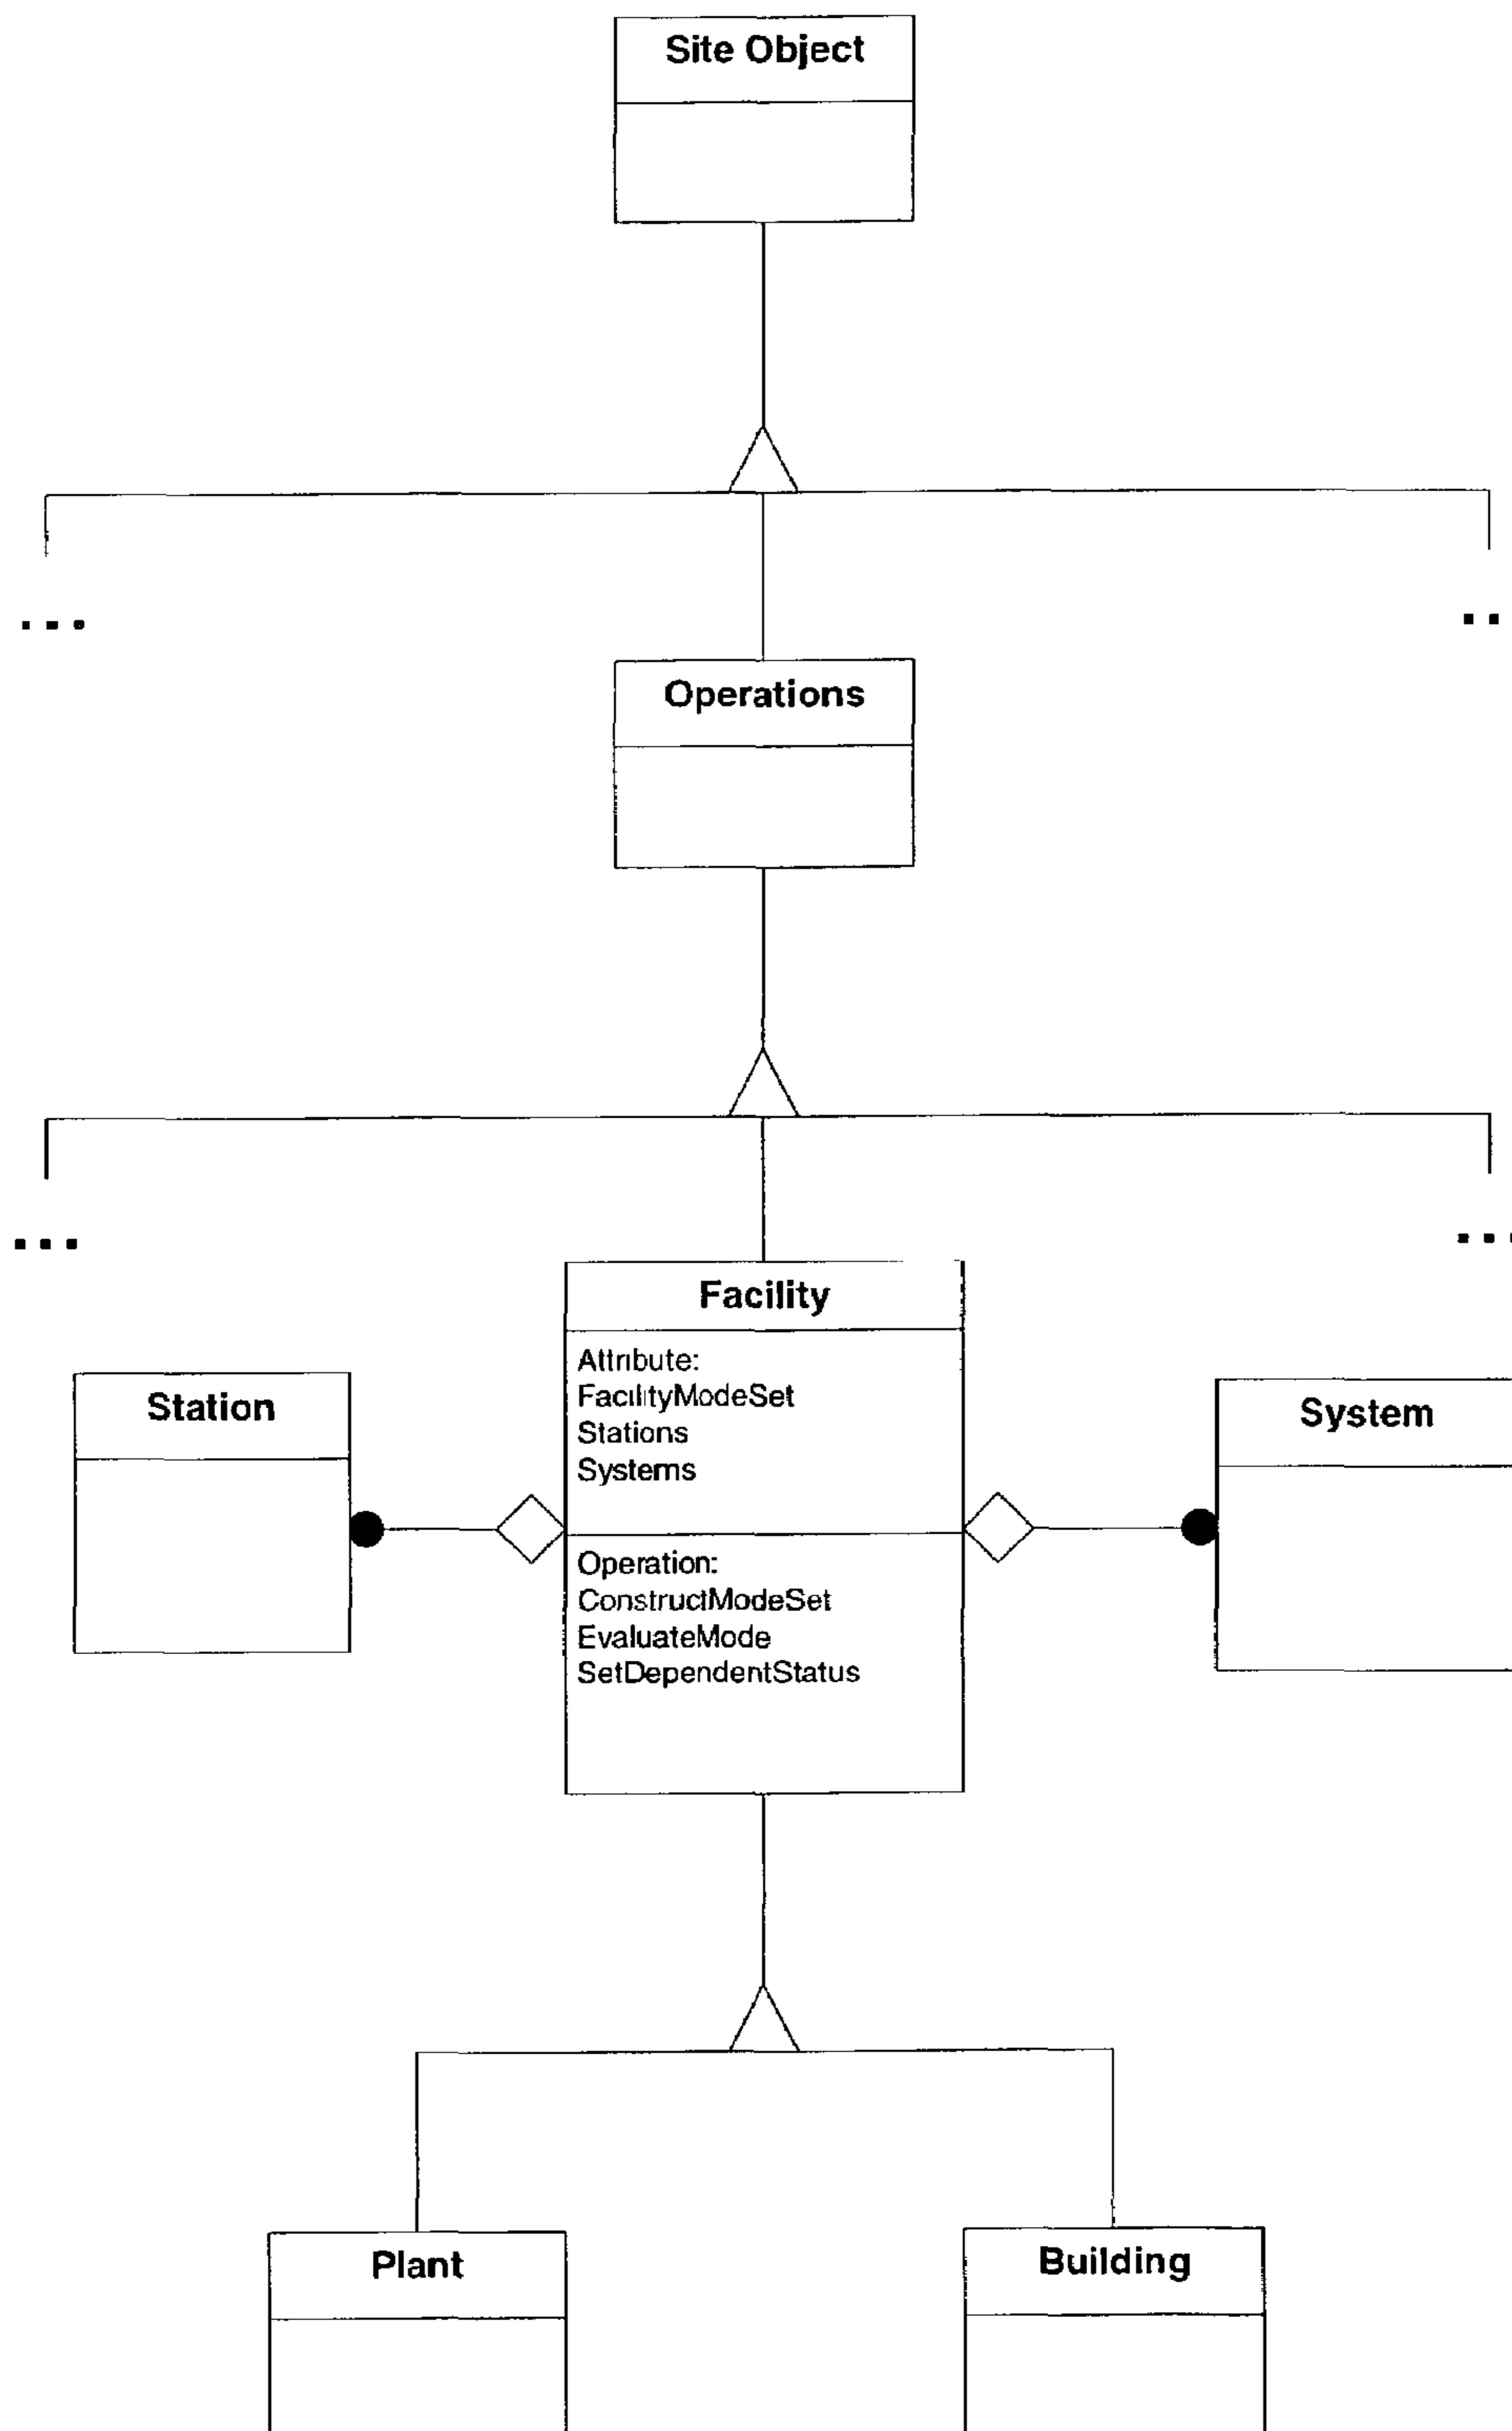 Site Object
... ..
Operations
... ...
Facility
Attribute:
FacilityModeSet
Stations
Systems
Station
System
Operation:
ConstructModeSet
EvaluateMode
SetDependentStatus
Plant
Building